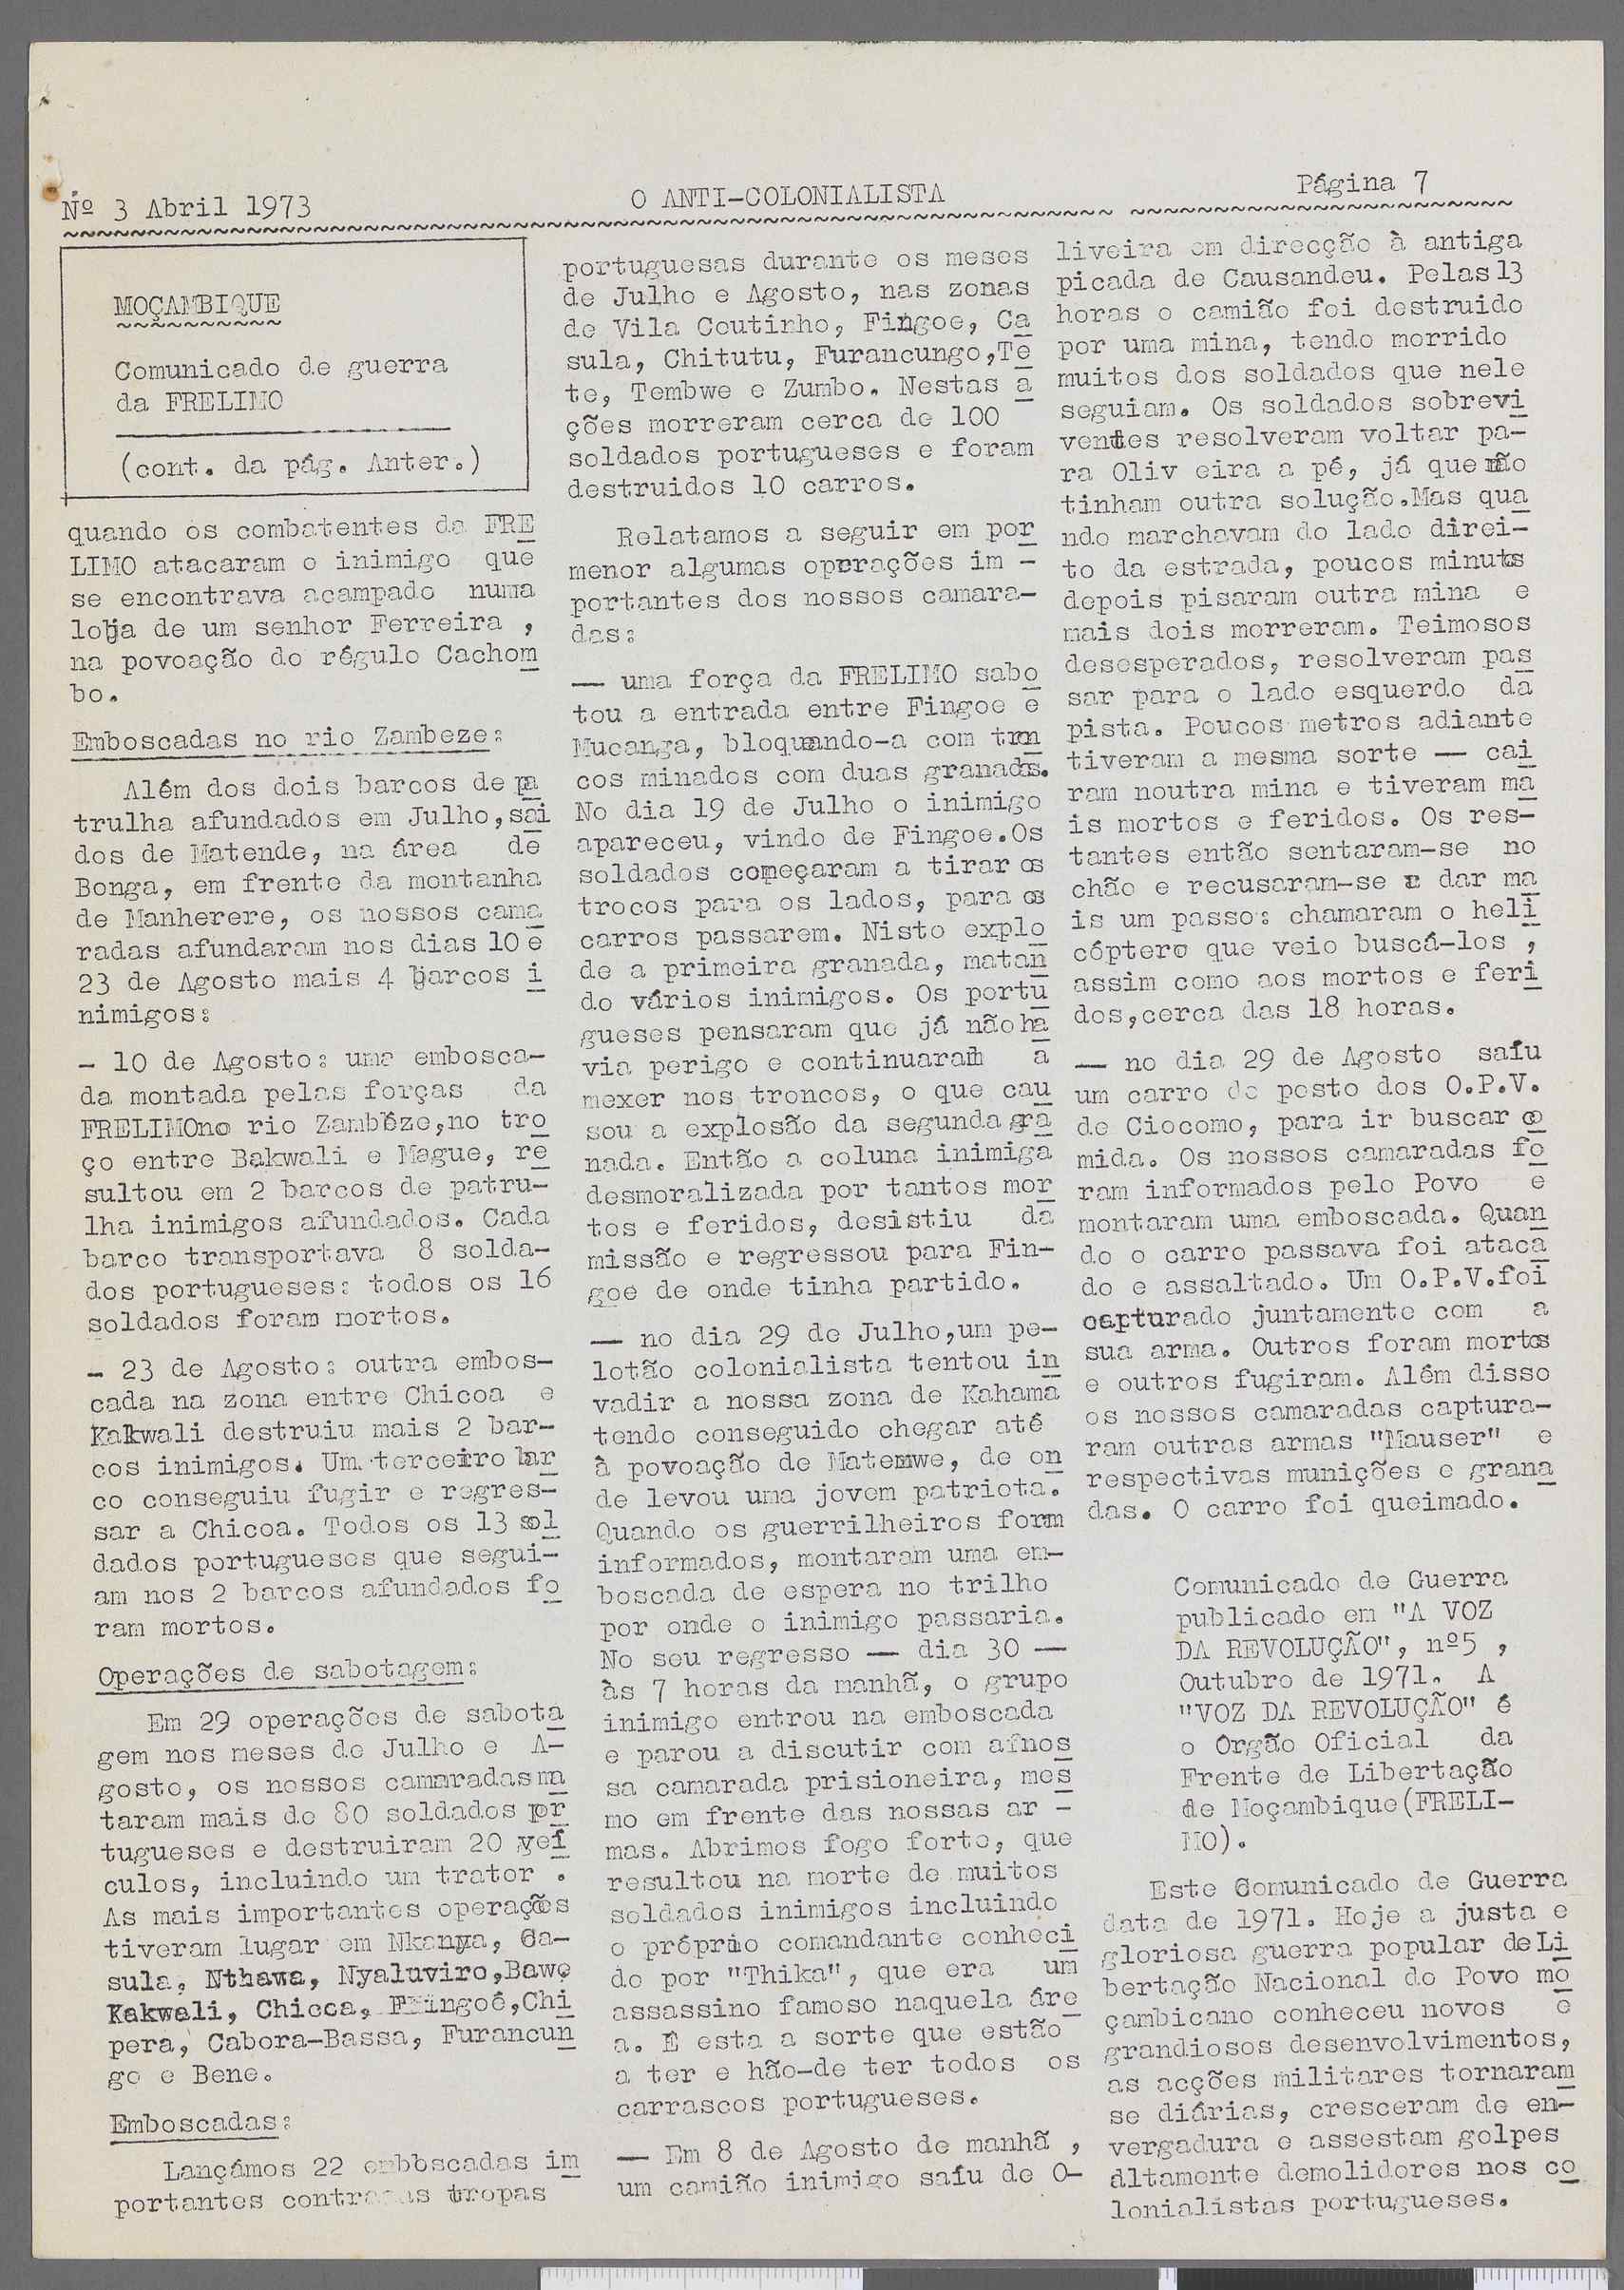 Nº 3 Abril 1973
O ANTI-COLONIALISTA
Página 7
MOÇAMBIQUE
Comunicado de guerra
da FRELIMO
(cont. da pág. Anter.)
quando os combatentes da FRE
LIMO atacaram o inimigo que
se encontrava acampado numa
loja de um senhor Ferreira ,
na povoação do régulo Cachom
bo.
Emboscadas no rio Zambeze:
Além dos dois barcos de pa
trulha afundados em Julho, saí
dos de Matende, na área de
Bonga, em frente da montanha
de Manherere, os nossos cama
radas afundaram nos dias 10 e
23 de Agosto mais 4 barcos i
nimigos:
- 10 de Agosto: uma embosca-
da montada pelas forças da
FRELIMO no rio Zambeze, no tro
ço entre Bakwali e Mague, re
sultou em 2 barcos de patru-
lha inimigos afundados. Cada
barco transportava 8 solda-
dos portugueses: todos os 16
soldados foram mortos.
- 23 de Agosto: outra embos-
cada na zona entre Chicoa e
Kakwali destruiu mais 2 bar-
cos inimigos. Um terceiro bar
co conseguiu fugir e regres-
sar a Chicoa. Todos os 13 sol
dados portugueses que segui-
am nos 2 barcos afundados fo
ram mortos.
Operações de sabotagem:
Em 29 operações de sabota
gem nos meses de Julho e A-
gosto, os nossos camaradas ma
taram mais de 80 soldados por
tugueses e destruiram 20 veí
culos, incluindo um trator .
As mais importantes operações
tiveram lugar em Nkanya, Ca-
sula, Nthawa, Nyaluviro, Bawe
Kakwali, Chicoa, Fíngoé, Chi
pera, Cabora-Bassa, Furancun
go e Bene.
Emboscadas:
Lançámos 22 emboscadas im
portantes contra as tropas
portuguesas durante os meses
de Julho e Agosto, nas zonas
de Vila Coutinho, Fingoe, Ca
sula, Chitutu, Furancungo, Te
te, Tembwe e Zumbo. Nestas a
ções morreram cerca de 100
soldados portugueses e foram
destruidos 10 carros.
Relatamos a seguir em por
menor algumas operações im -
portantes dos nossos camara-
das:
— uma força da FRELIMO sabo
tou a entrada entre Fingoe e
Mucanga, bloqueando-a com tron
cos minados com duas granadas.
No dia 19 de Julho o inimigo
apareceu, vindo de Fingoe. Os
soldados começaram a tirar os
trocos para os lados, para os
carros passarem. Nisto explo
de a primeira granada, matan
do vários inimigos. Os portu
gueses pensaram que já não ha
via perigo e continuaram a
mexer nos troncos, o que cau
sou a explosão da segunda gra
nada. Então a coluna inimiga
desmoralizada por tantos mor
tos e feridos, desistiu da
missão e regressou para Fin-
goe de onde tinha partido.
— no dia 29 de Julho, um pe-
lotão colonialista tentou in
vadir a nossa zona de Kahama
tendo conseguido chegar até
à povoação de Matemwe, de on
de levou uma jovem patriota.
Quando os guerrilheiros foram
informados, montaram uma em-
boscada de espera no trilho
por onde o inimigo passaria.
No seu regresso — dia 30 —
às 7 horas da manhã, o grupo
inimigo entrou na emboscada
e parou a discutir com a nos
sa camarada prisioneira, mes
mo em frente das nossas ar -
mas. Abrimos fogo forte, que
resultou na morte de muitos
soldados inimigos incluindo
o próprio comandante conheci
do por "Thika", que era um
assassino famoso naquela áre
a. E esta a sorte que estão
a ter e hão-de ter todos os
carrascos portugueses.
— Em 8 de Agosto de manhã ,
um camião inimigo saíu de O-
liveira em direcção à antiga
picada de Causandeu. Pelas 13
horas o camião foi destruido
por uma mina, tendo morrido
muitos dos soldados que nele
seguiam. Os soldados sobrevi
ventes resolveram voltar pa-
ra Oliv eira a pé, já que não
tinham outra solução. Mas qua
ndo marchavam do lado direi-
to da estrada, poucos minutos
depois pisaram outra mina e
mais dois morreram. Teimosos
desesperados, resolveram pas
sar para o lado esquerdo da
pista. Poucos metros adiante
tiveram a mesma sorte — cai
ram noutra mina e tiveram ma
is mortos e feridos. Os res-
tantes então sentaram-se no
chão e recusaram-se a dar ma
is um passo: chamaram o heli
cóptero que veio buscá-los ,
assim como aos mortos e feri
dos, cerca das 18 horas.
— no dia 29 de Agosto saíu
um carro do posto dos O.P.V.
de Ciocomo, para ir buscar co
mida. Os nossos camaradas fo
ram informados pelo Povo e
montaram uma emboscada. Quan
do o carro passava foi ataca
do e assaltado. Um O.P.V. foi
capturado juntamente com a
sua arma. Outros foram mortos
e outros fugiram. Além disso
os nossos camaradas captura-
ram outras armas "Mauser" e
respectivas munições e grana
das. O carro foi queimado.
Comunicado de Guerra
publicado em "A VOZ
DA REVOLUÇÃO", nº5 ,
Outubro de 1971. A
"VOZ DA REVOLUÇÃO" é
o Órgão Oficial da
Frente de Libertação
de Moçambique (FRELI-
MO).
Este Comunicado de Guerra
data de 1971. Hoje a justa e
gloriosa guerra popular de Li
bertação Nacional do Povo mo
çambicano conheceu novos e
grandiosos desenvolvimentos,
as acções militares tornaram
se diárias, cresceram de en-
vergadura e assestam golpes
altamente demolidores nos co
lonialistas portugueses.